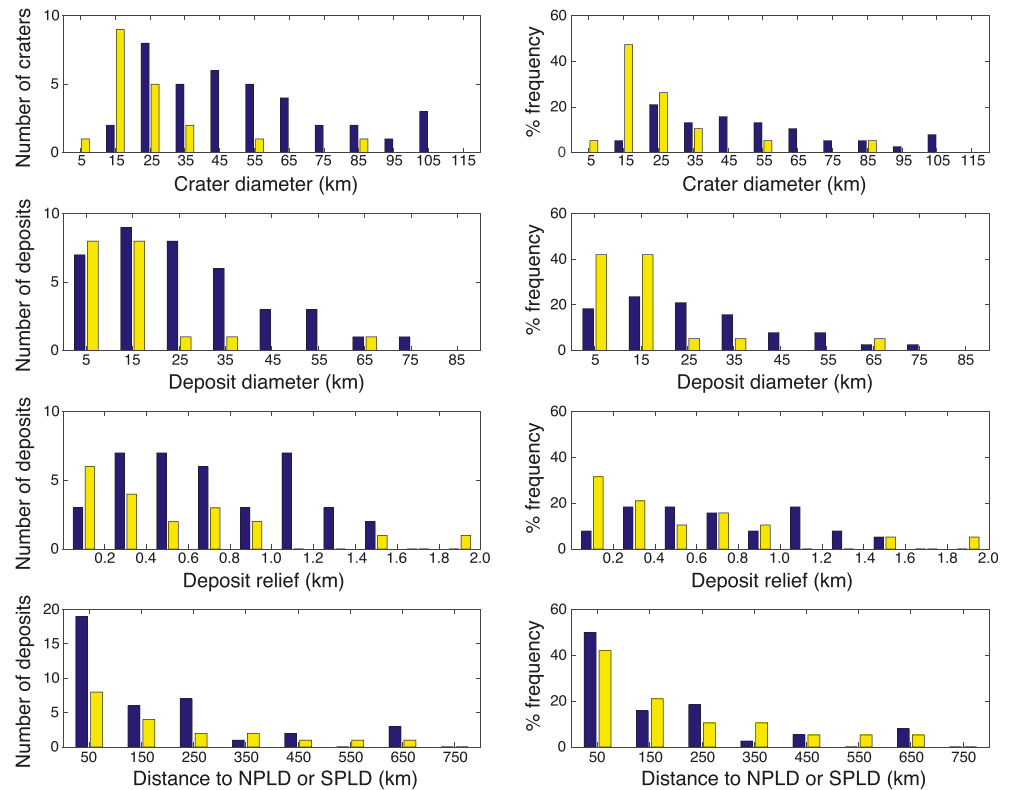 10
5
0
Number of craters
5 15 25 35 45 55 65 75 85 95 105 115
Crater diameter (km)
60
40
20
0
% frequency
5 15 25 35 45 55 65 75 85 95 105 115
Crater diameter (km)
10
5
0
Number of deposits
5 15 25 35 45 55 65 75 85
Deposit diameter (km)
60
40
20
0
% frequency
5 15 25 35 45 55 65 75 85
Deposit diameter (km)
10
5
0
Number of deposits
0.2 0.4 0.6 0.8 1.0 1.2 1.4 1.6 1.8 2.0
Deposit relief (km)
60
40
20
0
% frequency
0.2 0.4 0.6 0.8 1.0 1.2 1.4 1.6 1.8 2.0
Deposit relief (km)
20
15
10
5
0
Number of deposits
50 150 250 350 450 550 650 750
Distance to NPLD or SPLD (km)
60
40
20
0
% frequency
50 150 250 350 450 550 650 750
Distance to NPLD or SPLD (km)